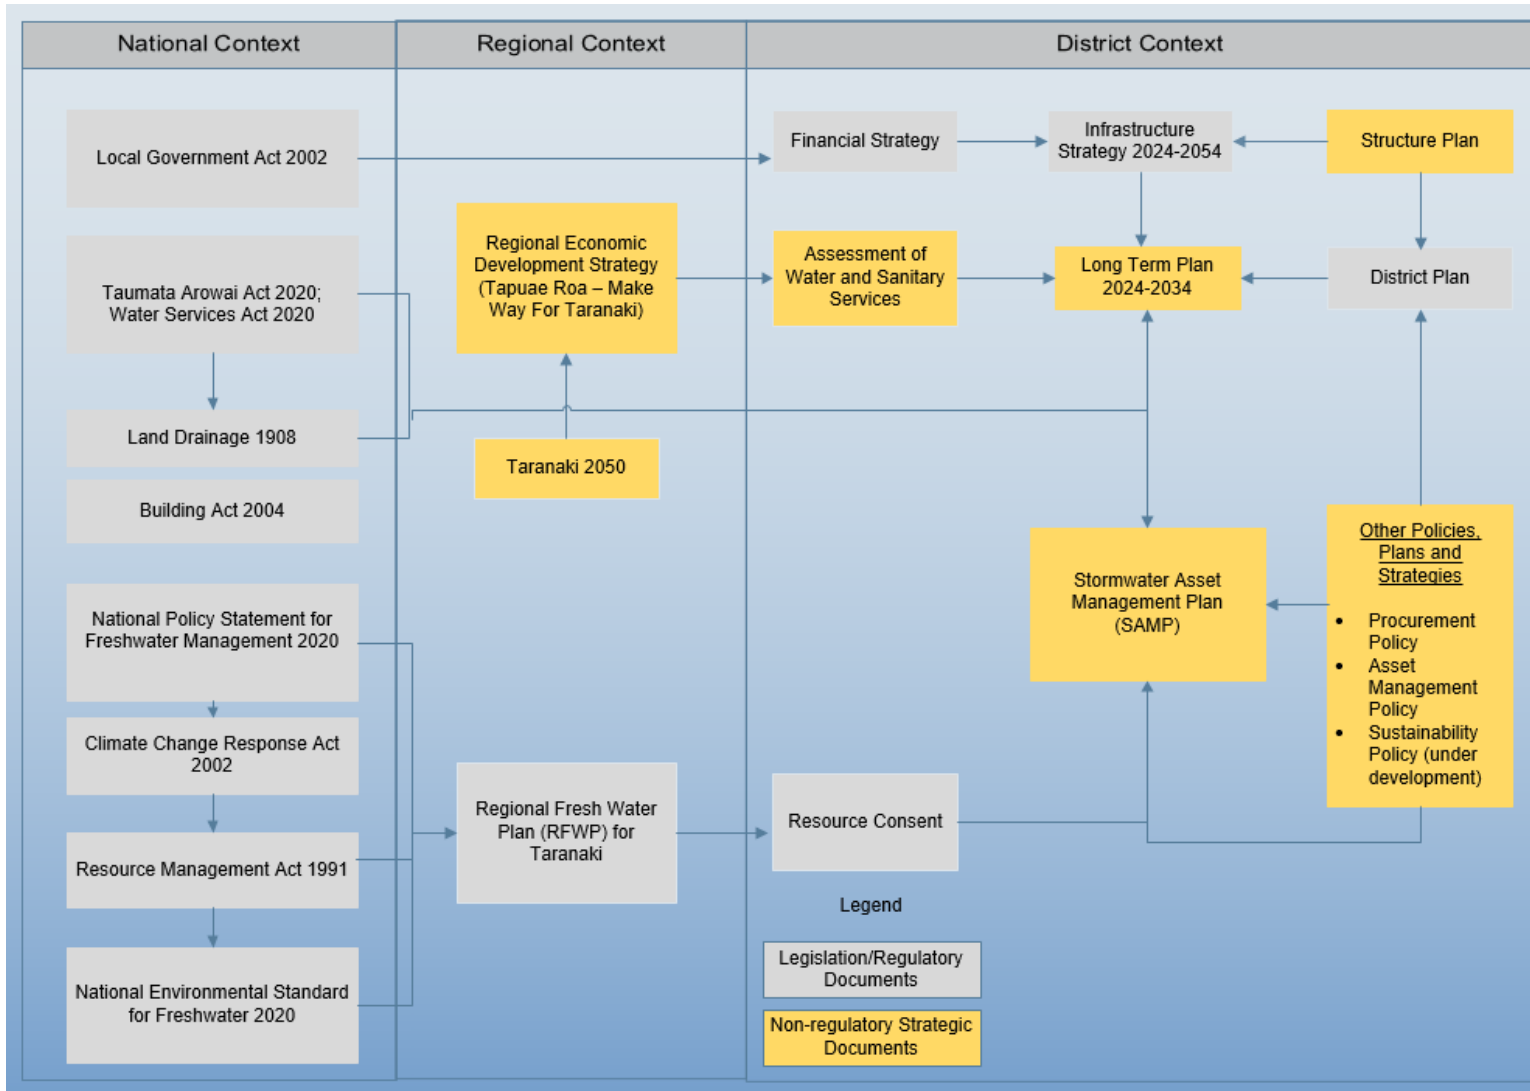 National Context
Regional Context
District Context
Local Government Act 2002
Taumata Arowai Act 2020;
Water Services Act 2020
Land Drainage 1908
Building Act 2004
National Policy Statement for
Freshwater Management 2020
Climate Change Response Act
2002
Resource Management Act 1991
National Environmental Standard
for Freshwater 2020
Regional Economic
Development Strategy
(Tapuae Roa – Make
Way For Taranaki)
Taranaki 2050
Regional Fresh Water
Plan (RFWP) for
Taranaki
Financial Strategy
Infrastructure
Strategy 2024-2054
Structure Plan
Assessment of
Water and Sanitary
Services
Long Term Plan
2024-2034
District Plan
Stormwater Asset
Management Plan
(SAMP)
Other Policies,
Plans and
Strategies
• Procurement
Policy
• Asset
Management
Policy
• Sustainability
Policy (under
development)
Resource Consent
Legend
Legislation/Regulatory
Documents
Non-regulatory Strategic
Documents